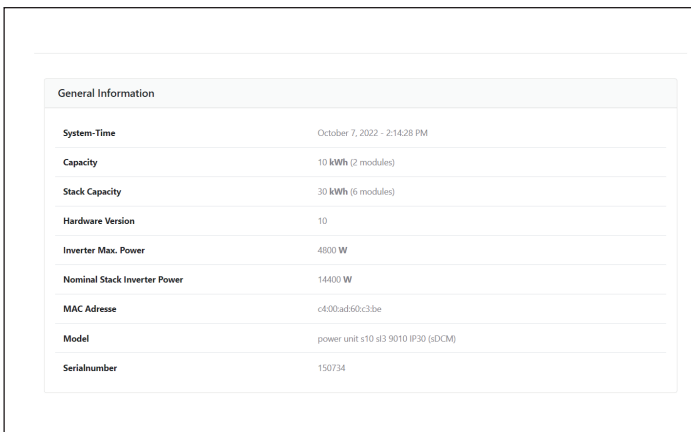 General Information
System-Time October 7, 2022 - 2:14:28 PM
Capacity 10 kWh (2 modules)
Stack Capacity 30 kWh (6 modules)
Hardware Version 10
Inverter Max. Power 4800 W
Nominal Stack Inverter Power 14400 W
MAC Adresse c4:00:ad:60:c3:be
Model power unit s10 sl3 9010 IP30 (sDCM)
Serialnumber 150734